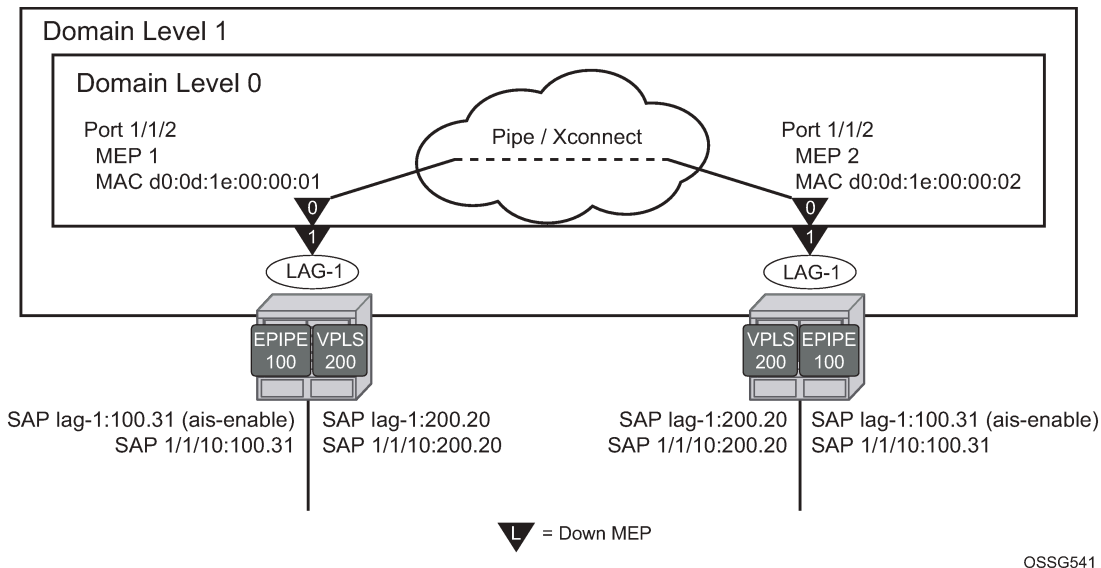 Domain Level 1
Domain Level 0
Port 1/1/2
MEP 1
MAC d0:0d:1e:00:00:01
Pipe / Xconnect
Port 1/1/2
MEP 2
MAC d0:0d:1e:00:00:02
0
0
1
1
LAG-1
LAG-1
EPIPE
100
VPLS
200
VPLS
200
EPIPE
100
SAP lag-1:100.31 (ais-enable)
SAP 1/1/10:100.31
SAP lag-1:200.20
SAP 1/1/10:200.20
SAP lag-1:200.20
SAP 1/1/10:200.20
SAP lag-1:100.31 (ais-enable)
SAP 1/1/10:100.31
L = Down MEP
OSSG541